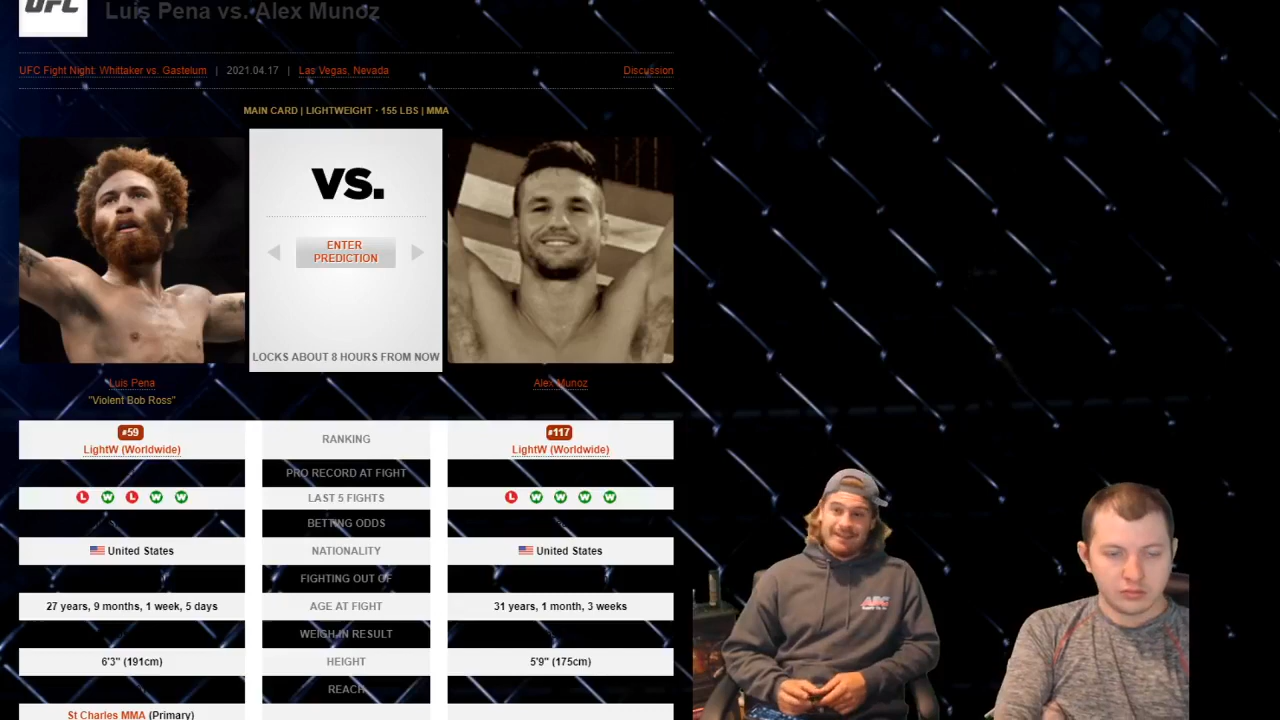 UFC
Luis Pena vs. Alex Munoz
UFC Fight Night: Whittaker vs. Gastelum | 2021.04.17 | Las Vegas, Nevada Discussion
MAIN CARD | LIGHTWEIGHT · 155 LBS | MMA
VS.
ENTER
PREDICTION
LOCKS ABOUT 8 HOURS FROM NOW
Luis Pena Alex Munoz
"Violent Bob Ross"
#59 RANKING #117
LightW (Worldwide) LightW (Worldwide)
PRO RECORD AT FIGHT
L W L W W LAST 5 FIGHTS L W W W W
BETTING ODDS
United States NATIONALITY United States
FIGHTING OUT OF
27 years, 9 months, 1 week, 5 days AGE AT FIGHT 31 years, 1 month, 3 weeks
WEIGH-IN RESULT
6'3" (191cm) HEIGHT 5'9" (175cm)
REACH
St Charles MMA (Primary)